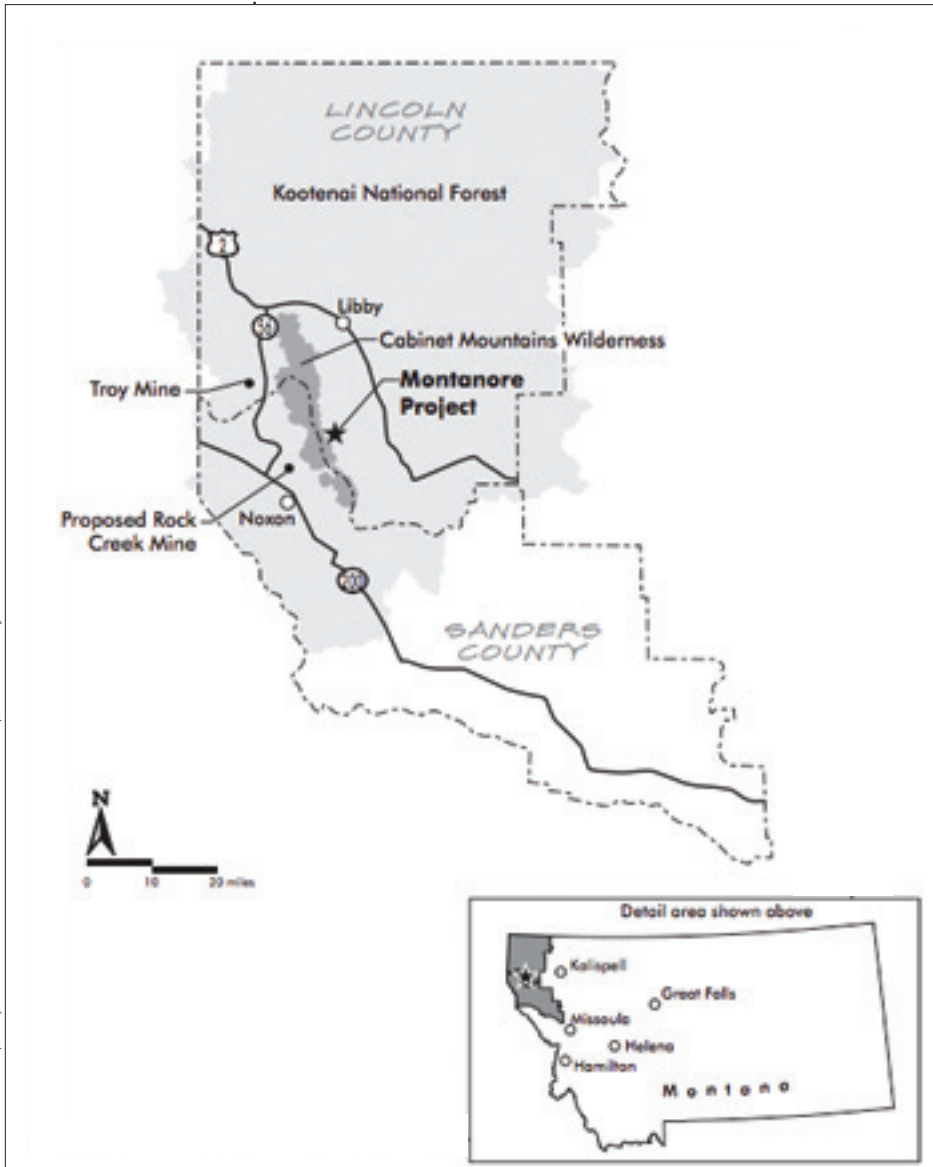 LINCOLN
COUNTY
Kootenai National Forest
2
Libby
56
Cabinet Mountains Wilderness
Troy Mine
Montanore
Project
Proposed Rock
Creek Mine
Noxon
200
SANDERS
COUNTY
N
0 10 20 miles
Detail area shown above
Kalispell
Great Falls
Missoula
Helena
Hamilton
Montana